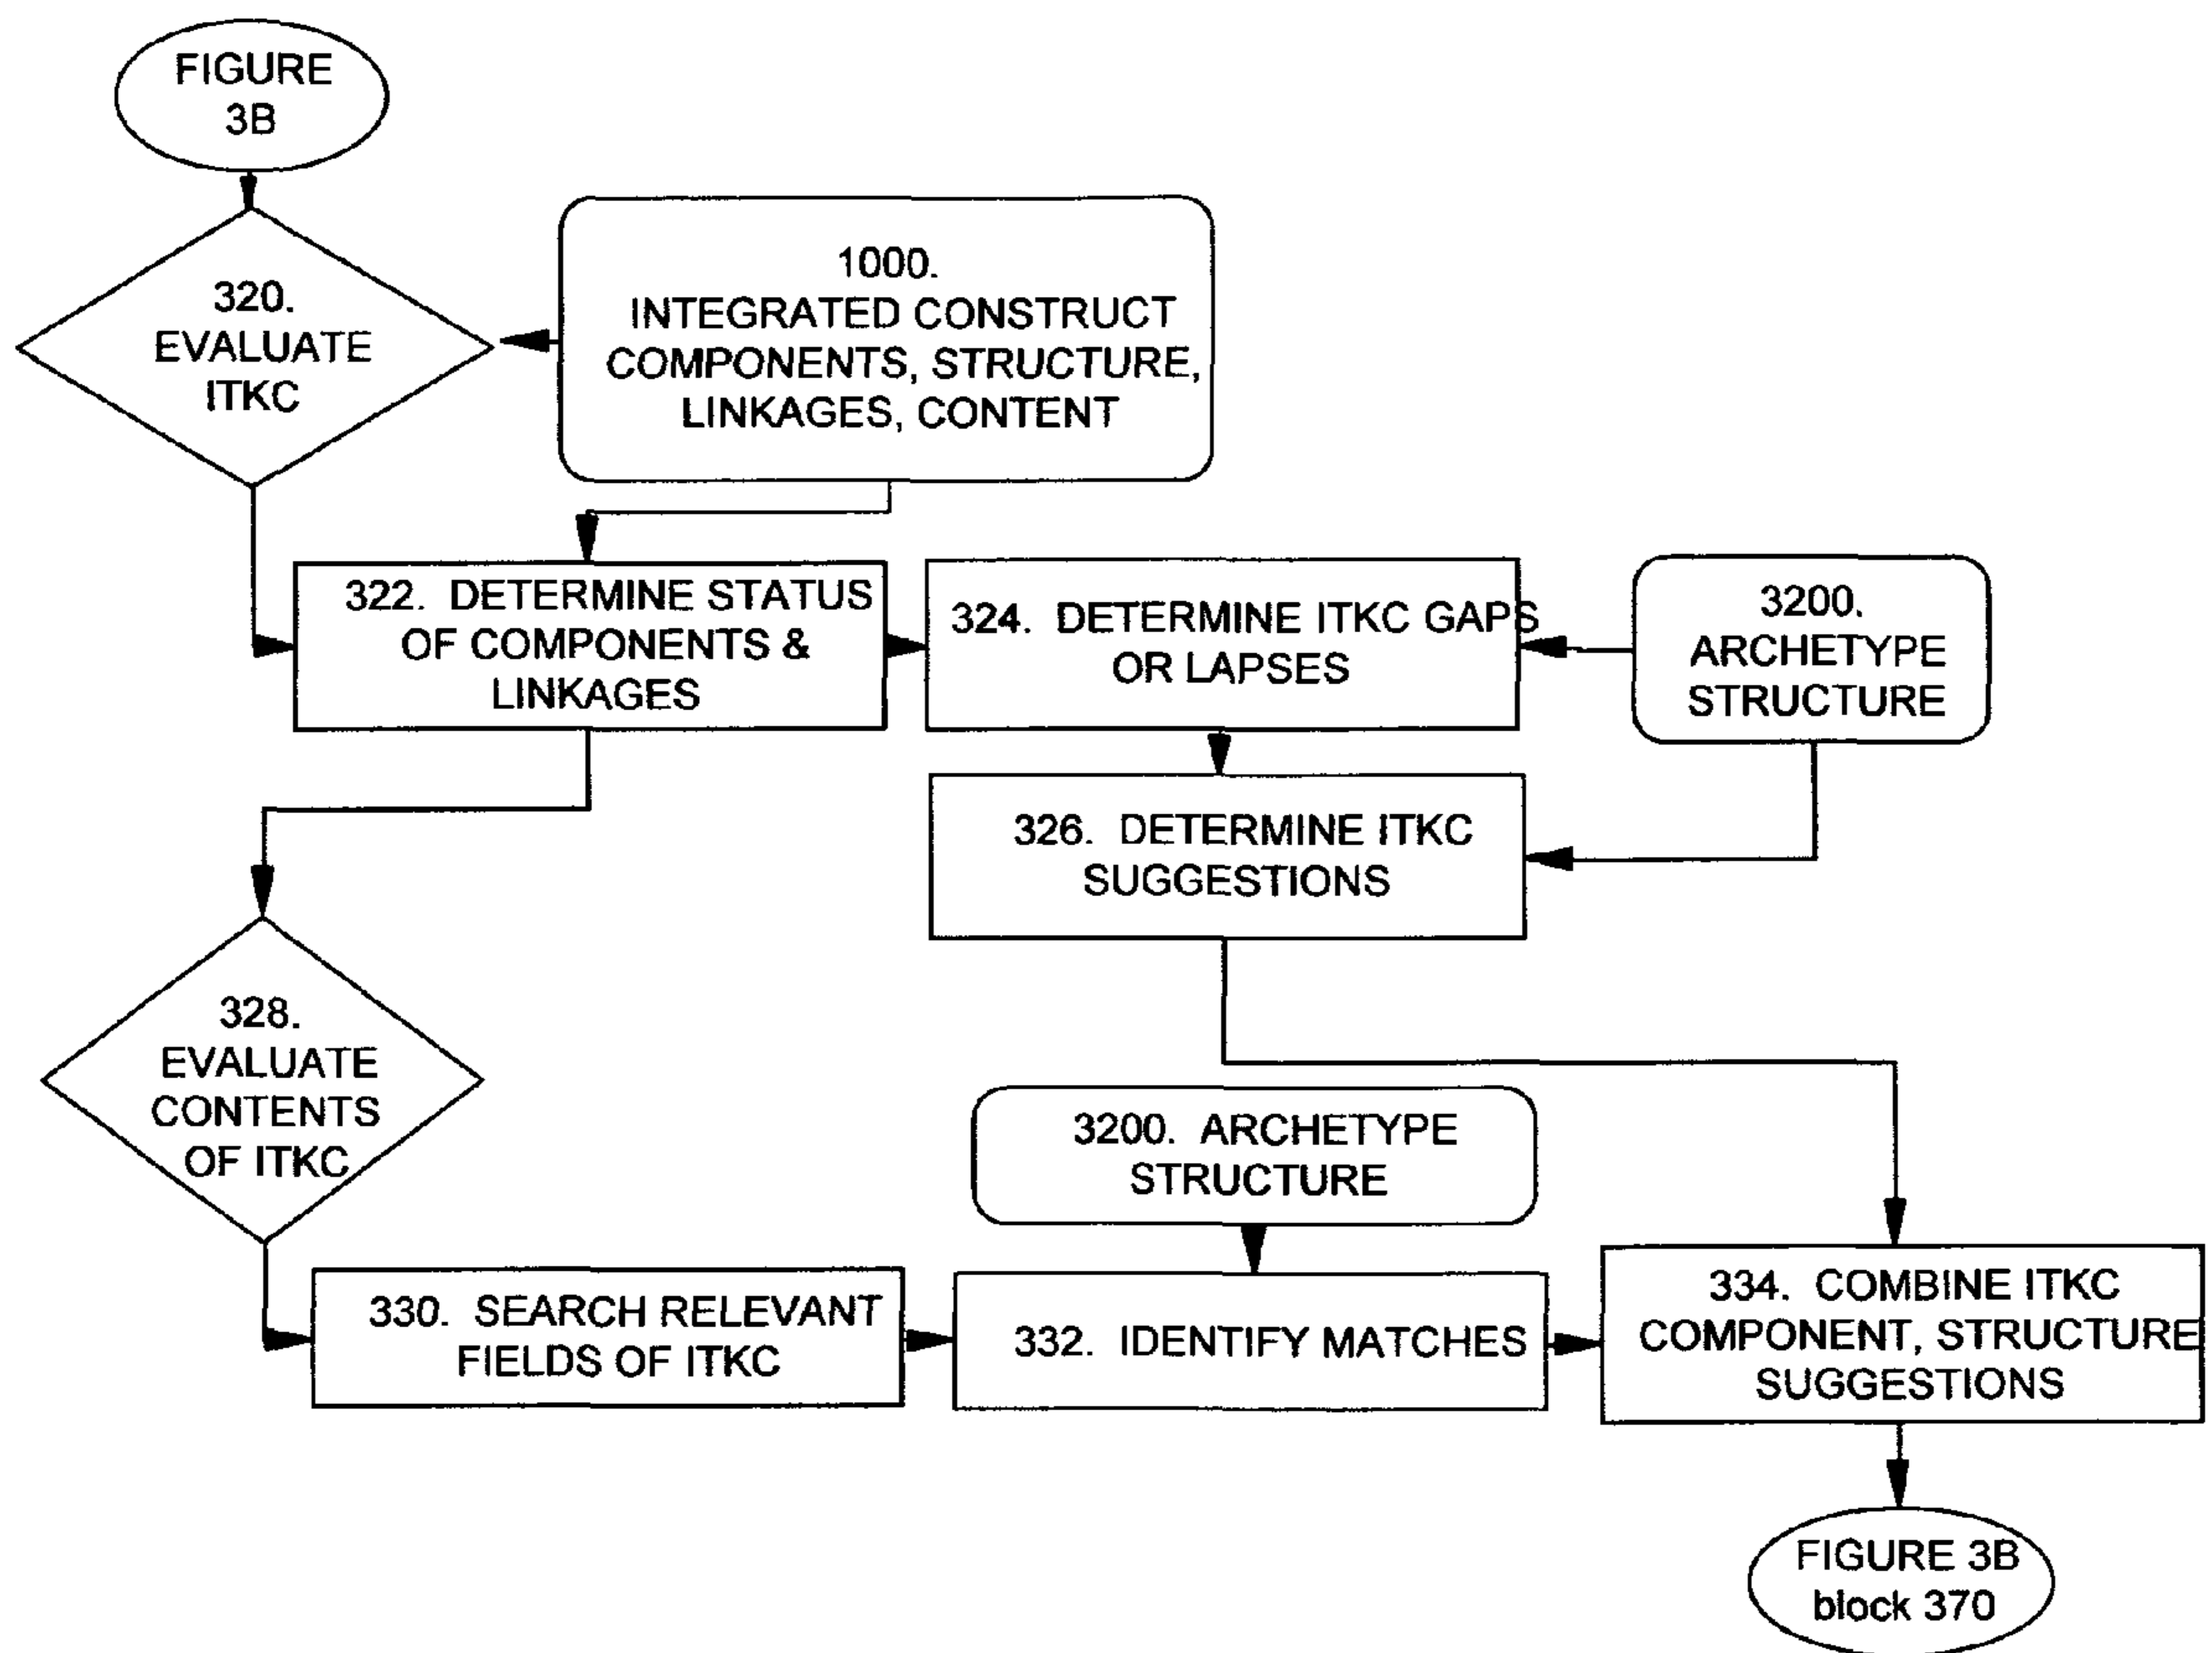 FIGURE
3B
320.
EVALUATE
ITKC
1000.
INTEGRATED CONSTRUCT
COMPONENTS, STRUCTURE,
LINKAGES, CONTENT
322. DETERMINE STATUS
OF COMPONENTS &
LINKAGES
324. DETERMINE ITKC GAPS
OR LAPSES
3200.
ARCHETYPE
STRUCTURE
326. DETERMINE ITKC
SUGGESTIONS
328.
EVALUATE
CONTENTS
OF ITKC
3200. ARCHETYPE
STRUCTURE
330. SEARCH RELEVANT
FIELDS OF ITKC
332. IDENTIFY MATCHES
334. COMBINE ITKC
COMPONENT, STRUCTURE
SUGGESTIONS
FIGURE 3B
block 370